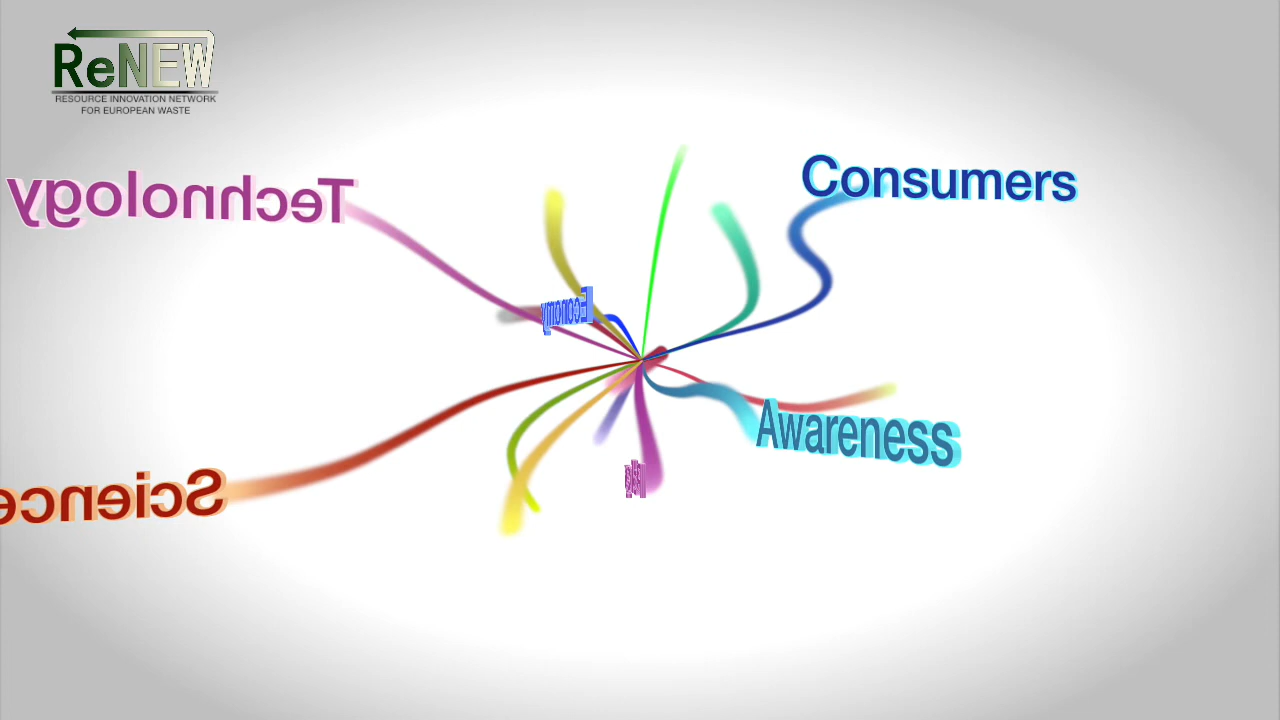 ReNEW
RESOURCE INNOVATION NETWORK
FOR EUROPEAN WASTE
Technology
Consumers
Economy
Awareness
Science